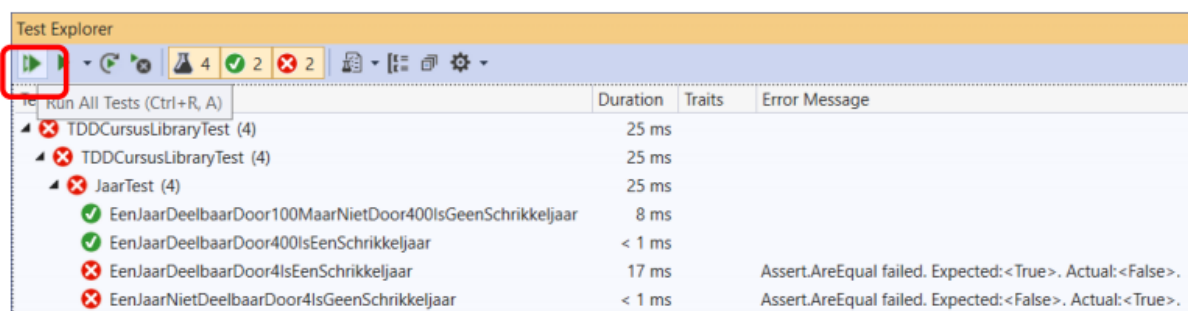 Test Explorer
4 2 2
Run All Tests (Ctrl+R, A)
Duration Traits Error Message
TDDCursusLibraryTest (4) 25 ms
TDDCursusLibraryTest (4) 25 ms
JaarTest (4) 25 ms
EenJaarDeelbaarDoor100MaarNietDoor400IsGeenSchrikkeljaar 8 ms
EenJaarDeelbaarDoor400IsEenSchrikkeljaar < 1 ms
EenJaarDeelbaarDoor4IsEenSchrikkeljaar 17 ms Assert.AreEqual failed. Expected:<True>. Actual:<False>.
EenJaarNietDeelbaarDoor4IsGeenSchrikkeljaar < 1 ms Assert.AreEqual failed. Expected:<False>. Actual:<True>.